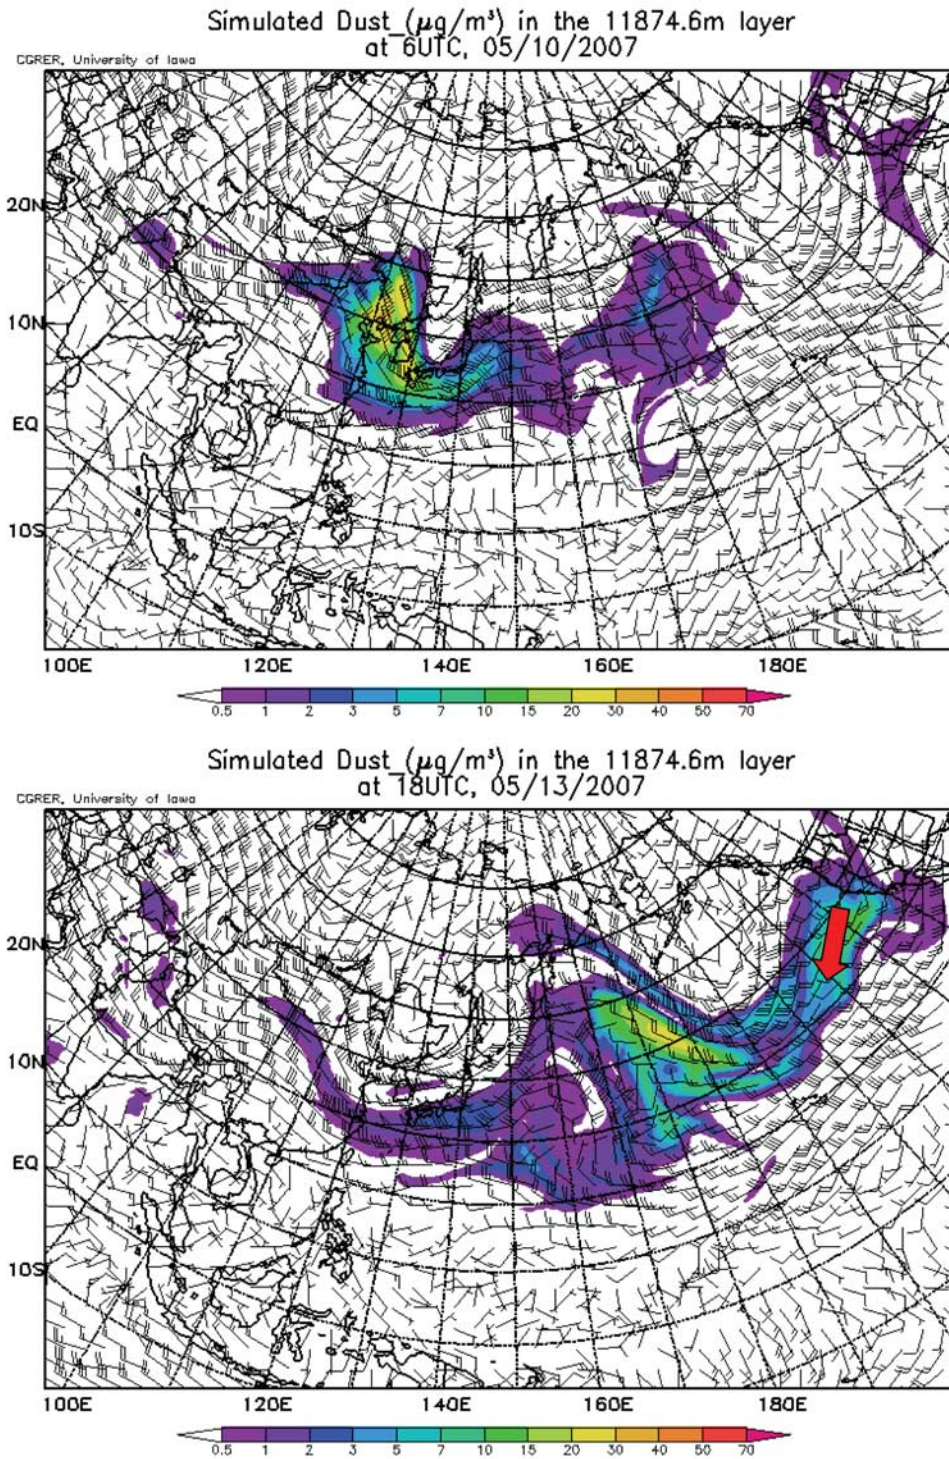 Simulated Dust_(μg/m³) in the 11874.6m layer
at 6UTC, 05/10/2007
CGRER, University of Iowa
20N
10N
EQ
10S
100E 120E 140E 160E 180E
0.5 1 2 3 5 7 10 15 20 30 40 50 70
Simulated Dust_(μg/m³) in the 11874.6m layer
at 18UTC, 05/13/2007
CGRER, University of Iowa
20N
10N
EQ
10S
100E 120E 140E 160E 180E
0.5 1 2 3 5 7 10 15 20 30 40 50 70